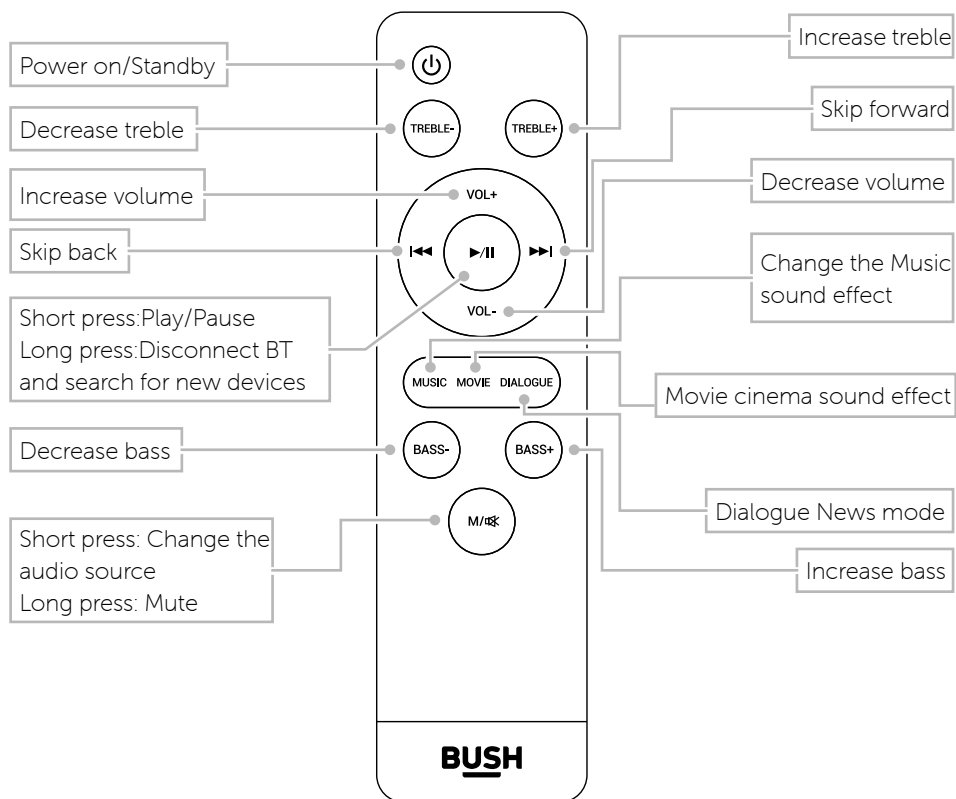 Power on/Standby
Decrease treble
Increase volume
Skip back
Short press:Play/Pause
Long press:Disconnect BT
and search for new devices
Decrease bass
Short press: Change the
audio source
Long press: Mute
TREBLE-
TREBLE+
VOL+
VOL-
MUSIC MOVIE DIALOGUE
BASS-
BASS+
M/
BUSH
Increase treble
Skip forward
Decrease volume
Change the Music
sound effect
Movie cinema sound effect
Dialogue News mode
Increase bass